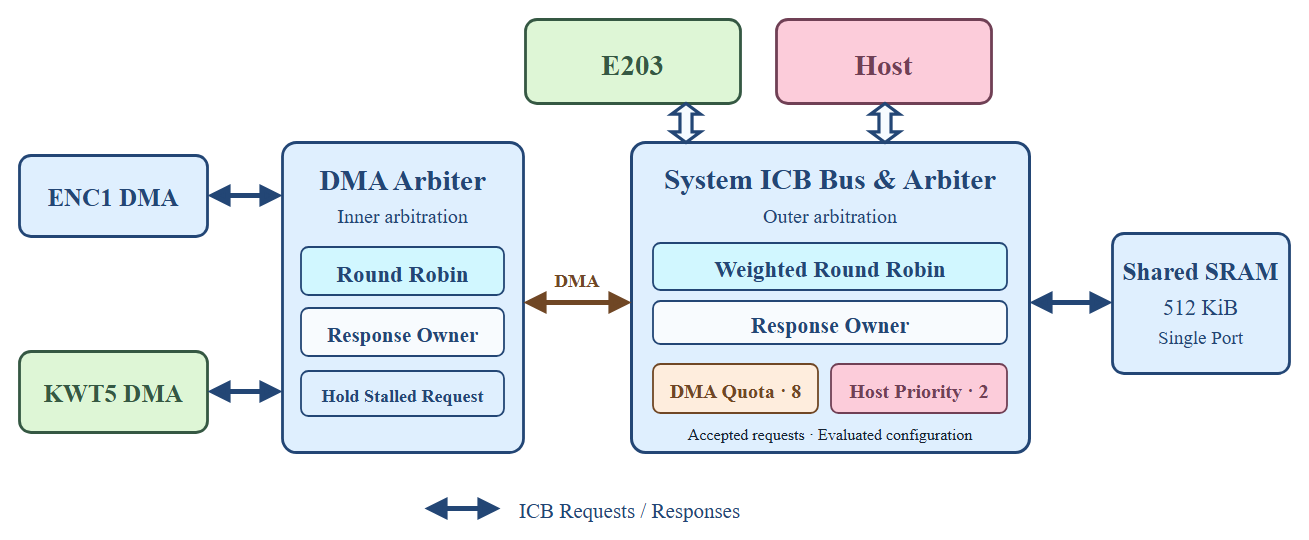 E203
Host
ENC1 DMA
KWT5 DMA
DMA Arbiter
Inner arbitration
Round Robin
Response Owner
Hold Stalled Request
DMA
System ICB Bus & Arbiter
Outer arbitration
Weighted Round Robin
Response Owner
DMA Quota · 8
Host Priority · 2
Accepted requests · Evaluated configuration
Shared SRAM
512 KiB
Single Port
ICB Requests / Responses